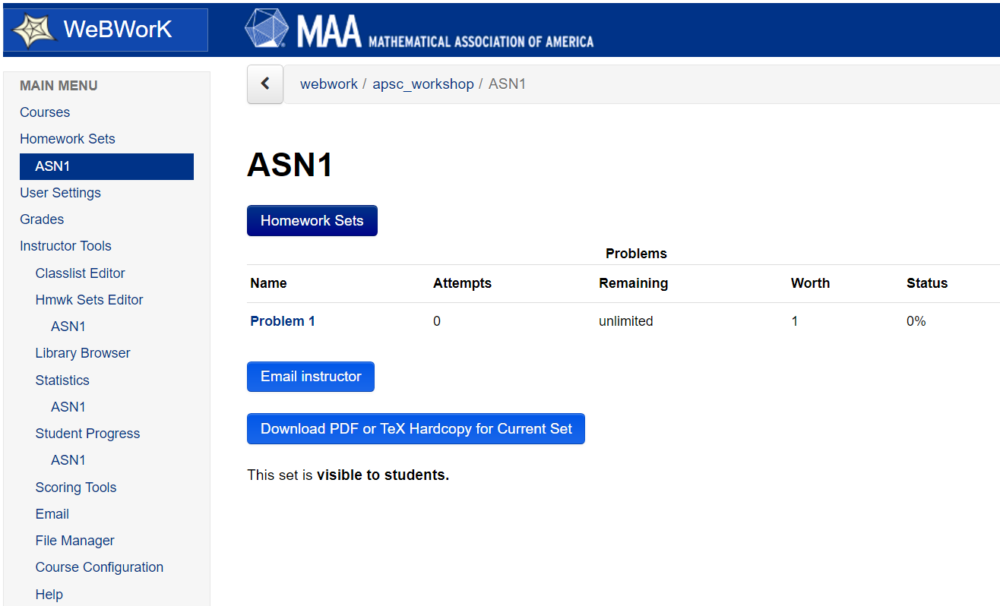 WeBWorK
MAA MATHEMATICAL ASSOCIATION OF AMERICA
MAIN MENU
Courses
Homework Sets
ASN1
User Settings
Grades
Instructor Tools
Classlist Editor
Hmwk Sets Editor
ASN1
Library Browser
Statistics
ASN1
Student Progress
ASN1
Scoring Tools
Email
File Manager
Course Configuration
Help
webwork / apsc_workshop / ASN1
ASN1
Homework Sets
Problems
Name Attempts Remaining Worth Status
Problem 1 0 unlimited 1 0%
Email instructor
Download PDF or TeX Hardcopy for Current Set
This set is visible to students.